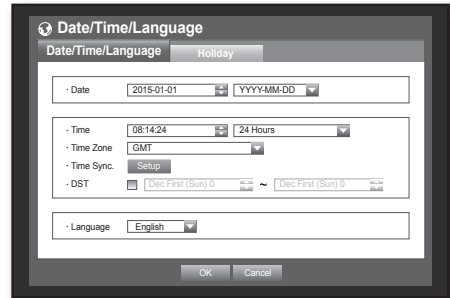 Date/Time/Language
Date/Time/Language Holiday
· Date 2015-01-01 YYYY-MM-DD
· Time 08:14:24 24 Hours
· Time Zone GMT
· Time Sync. Setup
· DST Dec First (Sun) 0 ~ Dec First (Sun) 0
· Language English
OK Cancel